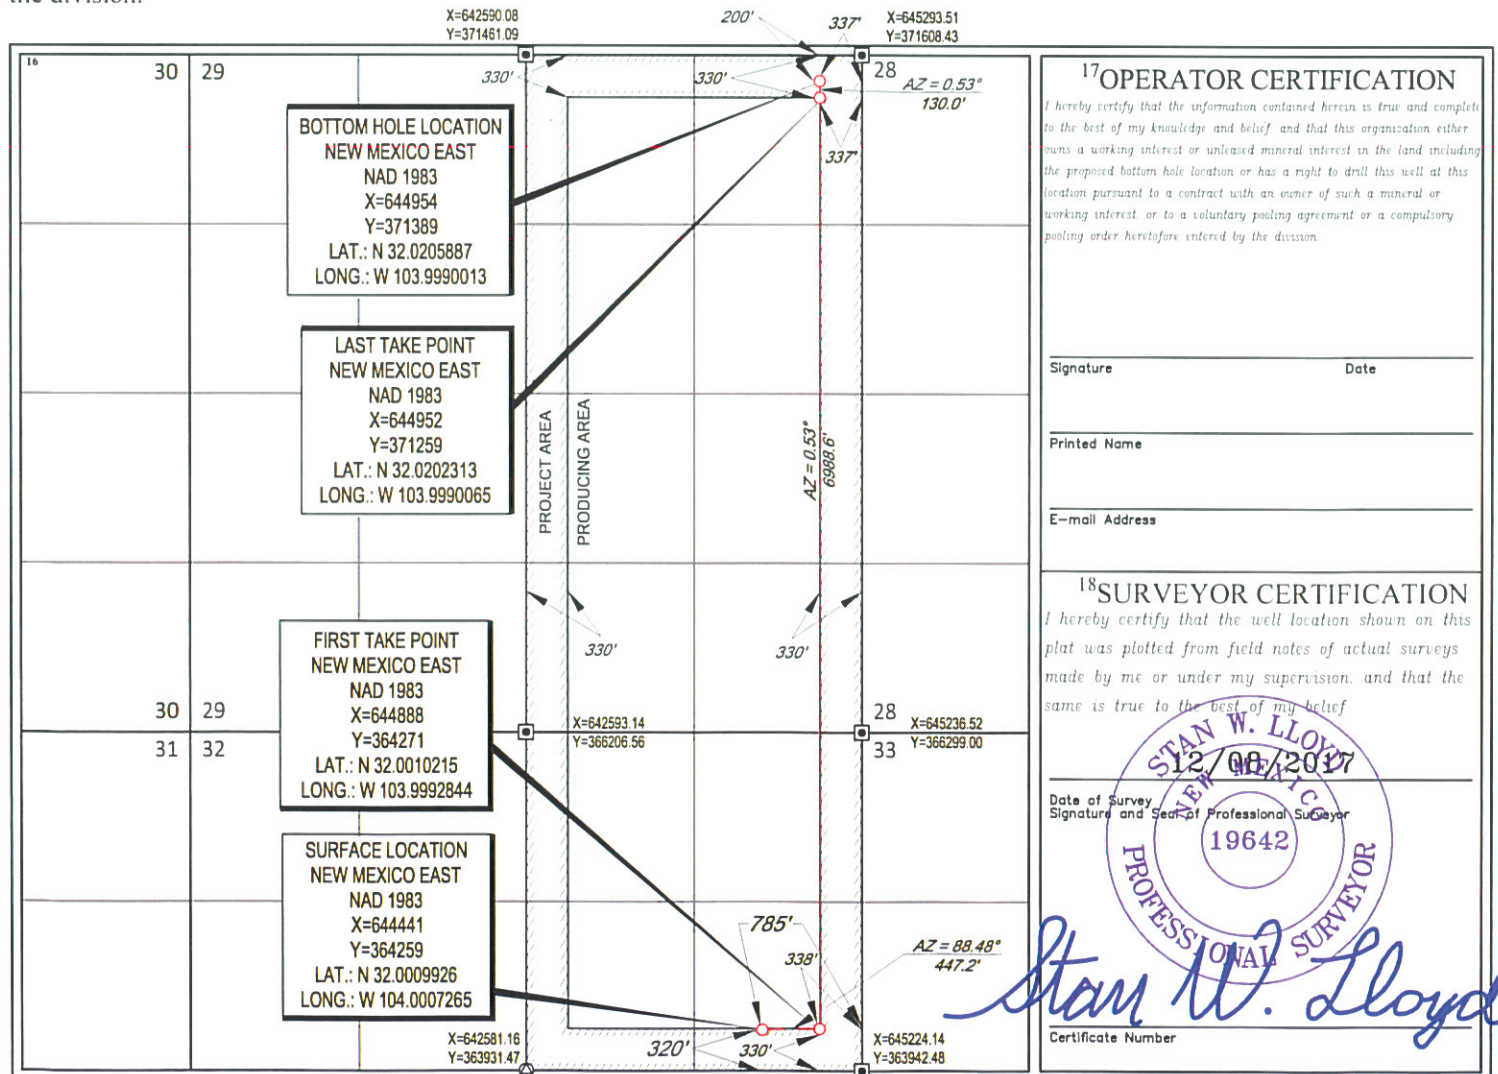 the division.
X=642590.08
Y=371461.09
200'
337'
X=645293.51
Y=371608.43
16
30 29
330'
330'
28
AZ = 0.53°
130.0'
337'
BOTTOM HOLE LOCATION
NEW MEXICO EAST
NAD 1983
X=644954
Y=371389
LAT.: N 32.0205887
LONG.: W 103.9990013
LAST TAKE POINT
NEW MEXICO EAST
NAD 1983
X=644952
Y=371259
LAT.: N 32.0202313
LONG.: W 103.9990065
PROJECT AREA
PRODUCING AREA
AZ = 0.53°
6988.6'
330'
330'
FIRST TAKE POINT
NEW MEXICO EAST
NAD 1983
X=644888
Y=364271
LAT.: N 32.0010215
LONG.: W 103.9992844
30 29
31 32
X=642593.14
Y=366206.56
28
33
X=645236.52
Y=366299.00
SURFACE LOCATION
NEW MEXICO EAST
NAD 1983
X=644441
Y=364259
LAT.: N 32.0009926
LONG.: W 104.0007265
785'
338'
AZ = 88.48°
447.2'
X=642581.16
Y=363931.47
320'
330'
X=645224.14
Y=363942.48
17 OPERATOR CERTIFICATION
I hereby certify that the information contained herein is true and complete
to the best of my knowledge and belief and that this organization either
owns a working interest or unleased mineral interest in the land including
the proposed bottom hole location or has a right to drill this well at this
location pursuant to a contract with an owner of such a mineral or
working interest. or to a voluntary pooling agreement or a compulsory
pooling order heretofore entered by the division
Signature Date
Printed Name
E-mail Address
18 SURVEYOR CERTIFICATION
I hereby certify that the well location shown on this
plat was plotted from field notes of actual surveys
made by me or under my supervision. and that the
same is true to the best of my belief
12/08/2017
Date of Survey
Signature and Seal of Professional Surveyor
STAN W. LLOYD
NEW MEXICO
19642
PROFESSIONAL SURVEYOR
Stan W. Lloyd
Certificate Number